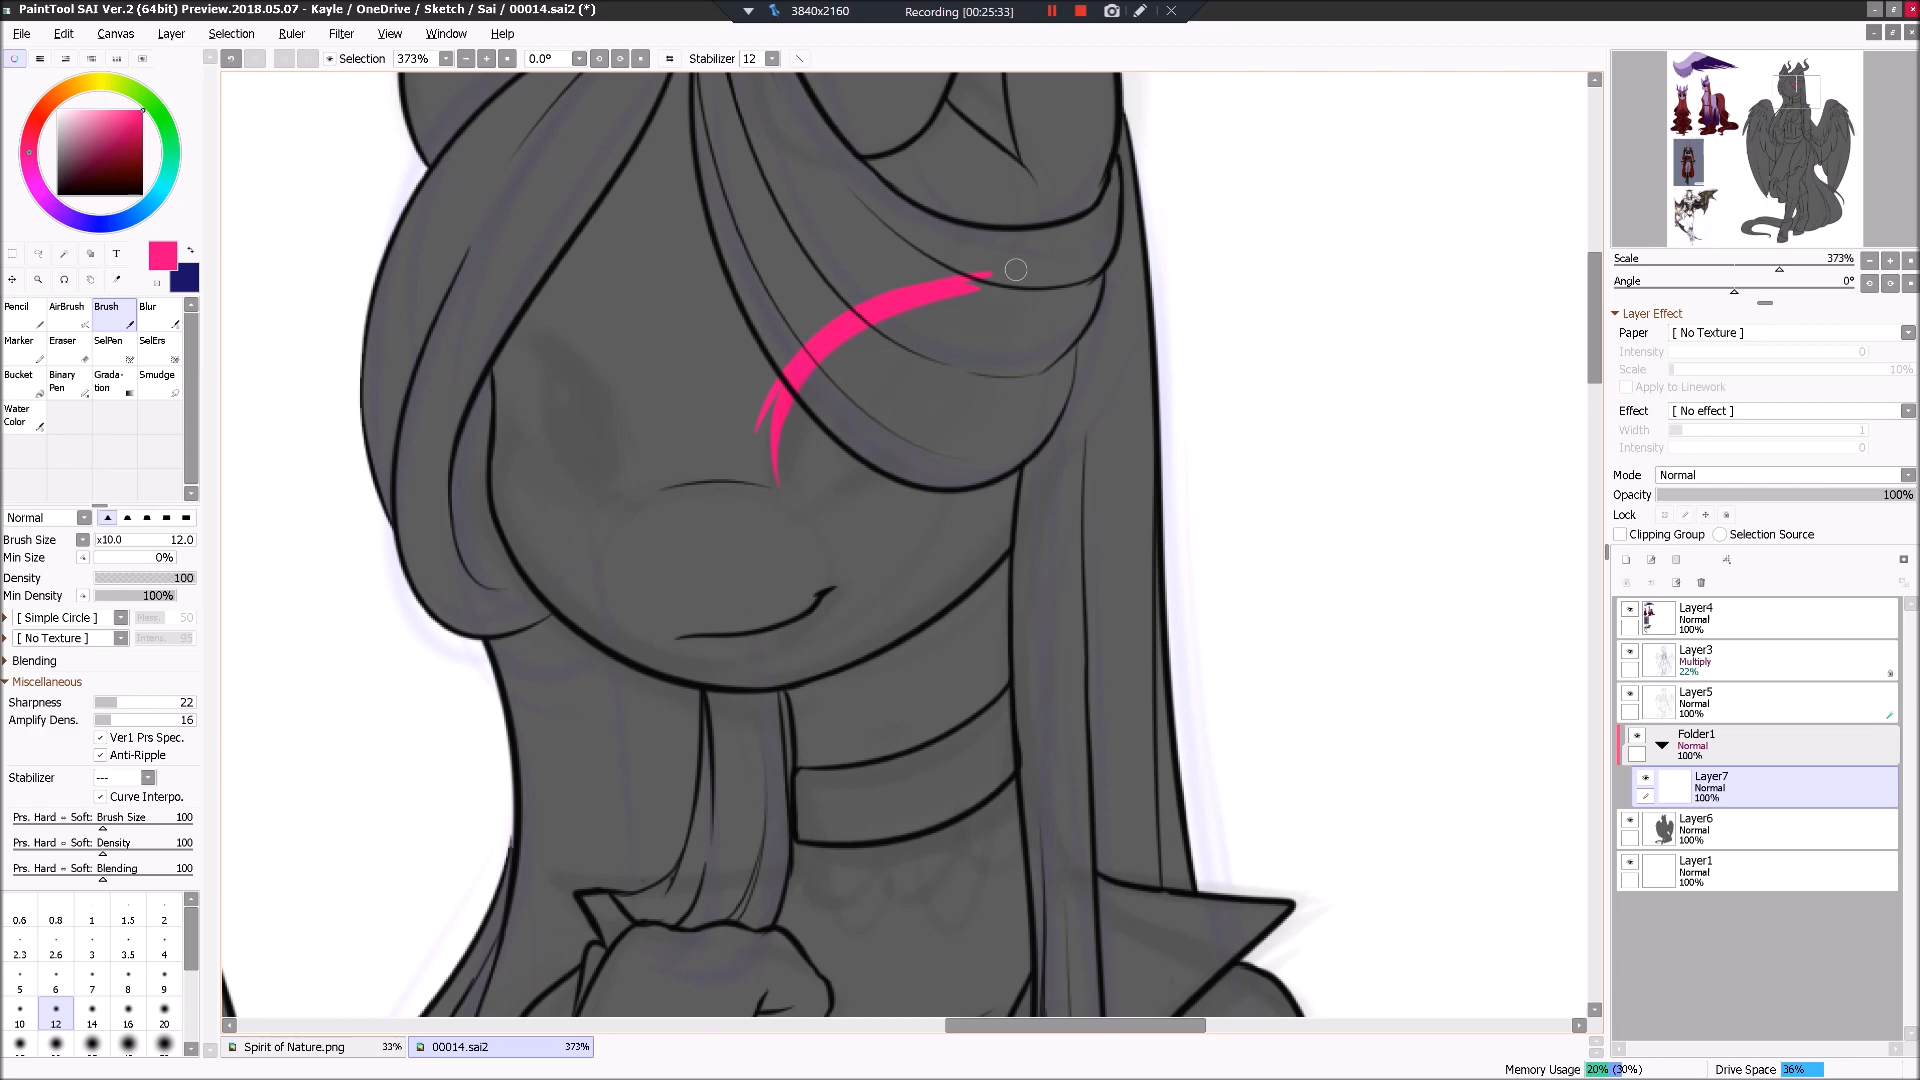 PaintTool SAI Ver.2 (64bit) Preview.2018.05.07 - Kayle / OneDrive / Sketch / Sai / 00014.sai2 (*)
3840x2160
Recording [00:25:33]
File Edit Canvas Layer Selection Ruler Filter View Window Help
Selection 373% 0.0° Stabilizer 12
T
Pencil AirBrush Brush Blur
Marker Eraser SelPen SelErs
Bucket Binary Pen Grada-tion Smudge
Water Color
Normal
Brush Size x10.0 12.0
Min Size 0%
Density 100
Min Density 100%
[ Simple Circle ] 50
[ No Texture ] Intens. 95
Blending
Miscellaneous
Sharpness 22
Amplify Dens. 16
Ver1 Prs Spec.
Anti-Ripple
Stabilizer ---
Curve Interpo.
Prs. Hard ⇔ Soft: Brush Size 100
Prs. Hard ⇔ Soft: Density 100
Prs. Hard ⇔ Soft: Blending 100
0.6 0.8 1 1.5 2
2.3 2.6 3 3.5 4
5 6 7 8 9
10 12 14 16 20
Scale 373%
Angle 0°
Layer Effect
Paper [ No Texture ]
Intensity 0
Scale 10%
Apply to Linework
Effect [ No effect ]
Width 1
Intensity 0
Mode Normal
Opacity 100%
Lock
Clipping Group Selection Source
Layer4
Normal
100%
Layer3
Multiply
22%
Layer5
Normal
100%
Folder1
Normal
100%
Layer7
Normal
100%
Layer6
Normal
100%
Layer1
Normal
100%
Spirit of Nature.png 33% 00014.sai2 373%
Memory Usage 20% (30%) Drive Space 36%